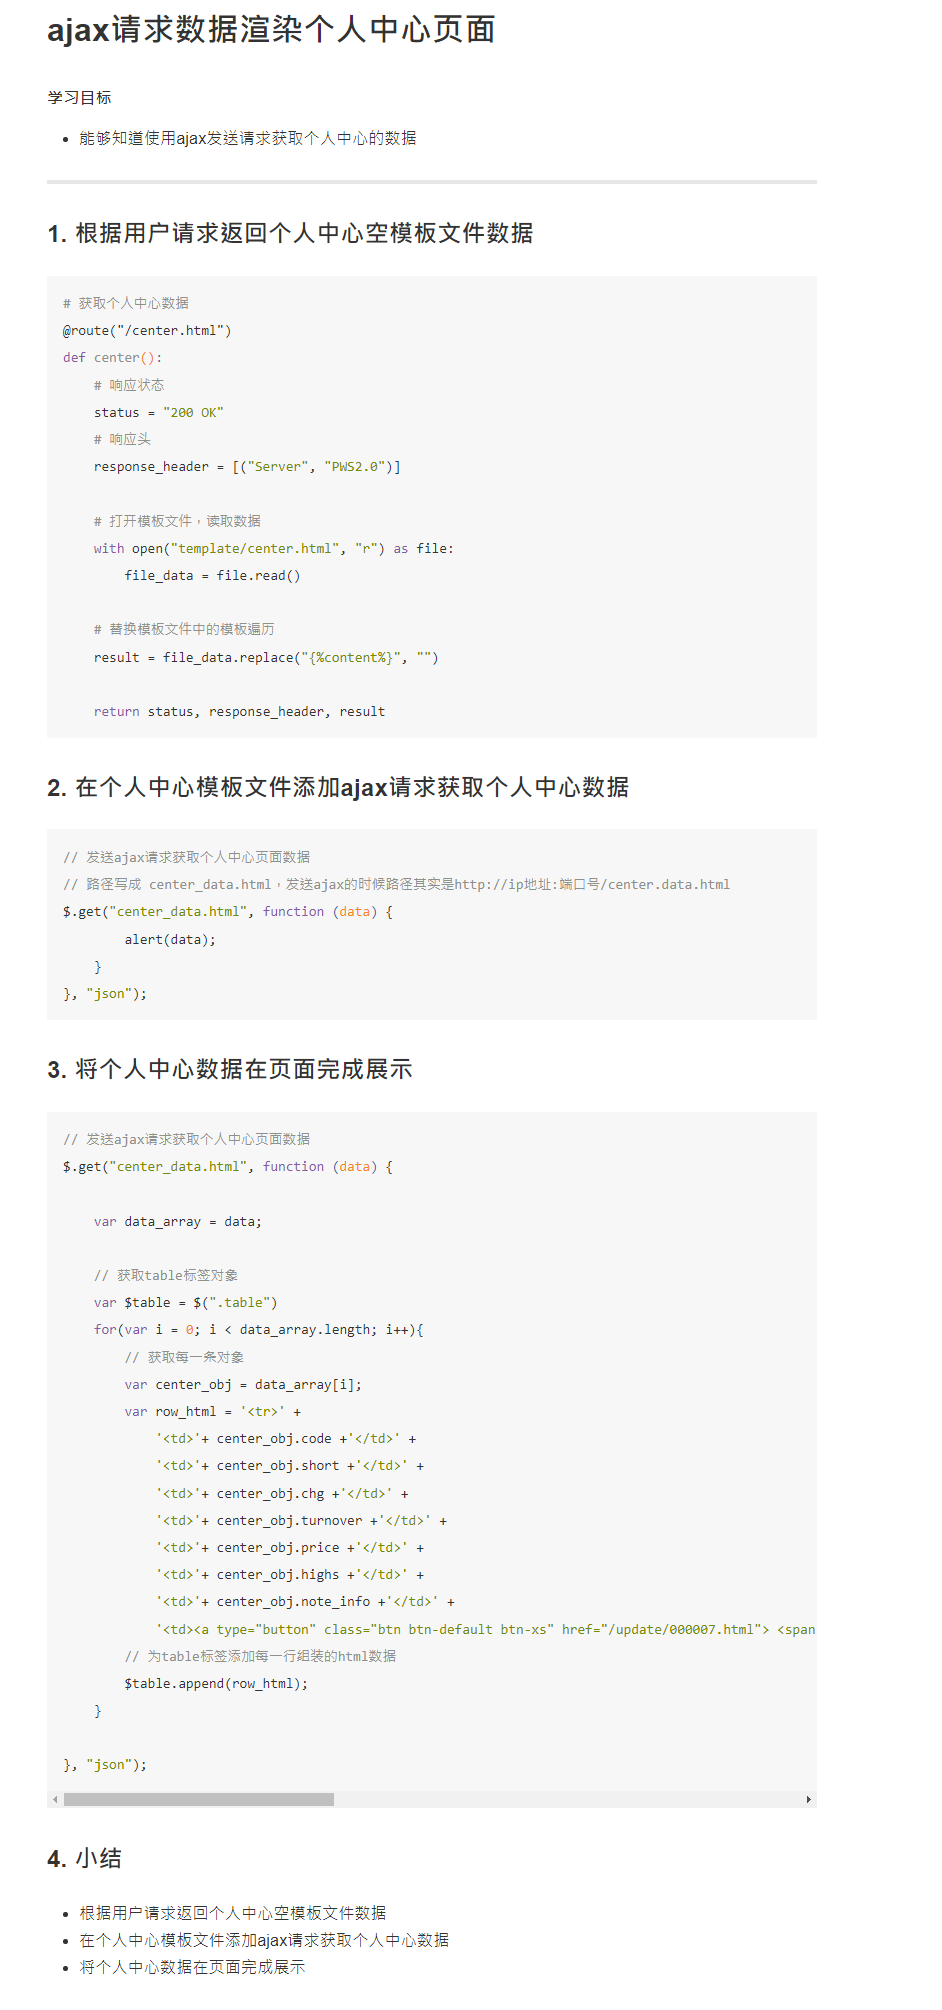 ajax请求数据渲染个人中心页面
学习目标
• 能够知道使用ajax发送请求获取个人中心的数据
1. 根据用户请求返回个人中心空模板文件数据
# 获取个人中心数据
@route("/center.html")
def center():
    # 响应状态
    status = "200 OK"
    # 响应头
    response_header = [("Server", "PWS2.0")]
    # 打开模板文件，读取数据
    with open("template/center.html", "r") as file:
        file_data = file.read()
    # 替换模板文件中的模板遍历
    result = file_data.replace("{%content%}", "")
    return status, response_header, result
2. 在个人中心模板文件添加ajax请求获取个人中心数据
// 发送ajax请求获取个人中心页面数据
// 路径写成 center_data.html，发送ajax的时候路径其实是http://ip地址:端口号/center.data.html
$.get("center_data.html", function (data) {
        alert(data);
    }
}, "json");
3. 将个人中心数据在页面完成展示
// 发送ajax请求获取个人中心页面数据
$.get("center_data.html", function (data) {
    var data_array = data;
    // 获取table标签对象
    var $table = $(".table")
    for(var i = 0; i < data_array.length; i++){
        // 获取每一条对象
        var center_obj = data_array[i];
        var row_html = '<tr>' +
            '<td>'+ center_obj.code +'</td>' +
            '<td>'+ center_obj.short +'</td>' +
            '<td>'+ center_obj.chg +'</td>' +
            '<td>'+ center_obj.turnover +'</td>' +
            '<td>'+ center_obj.price +'</td>' +
            '<td>'+ center_obj.highs +'</td>' +
            '<td>'+ center_obj.note_info +'</td>' +
            '<td><a type="button" class="btn btn-default btn-xs" href="/update/000007.html"> <span
        // 为table标签添加每一行组装的html数据
        $table.append(row_html);
    }
}, "json");
4. 小结
• 根据用户请求返回个人中心空模板文件数据
• 在个人中心模板文件添加ajax请求获取个人中心数据
• 将个人中心数据在页面完成展示